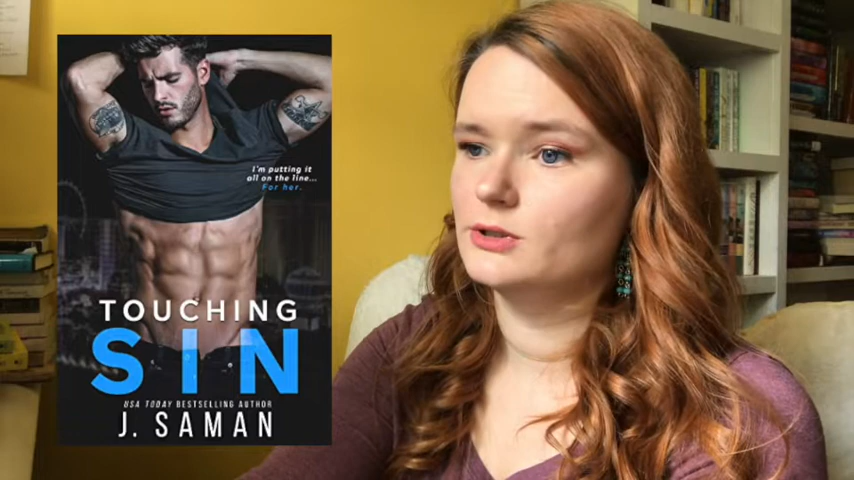 I'm putting it
all on the line...
For her.
TOUCHING
SIN
USA TODAY BESTSELLING AUTHOR
J. SAMAN